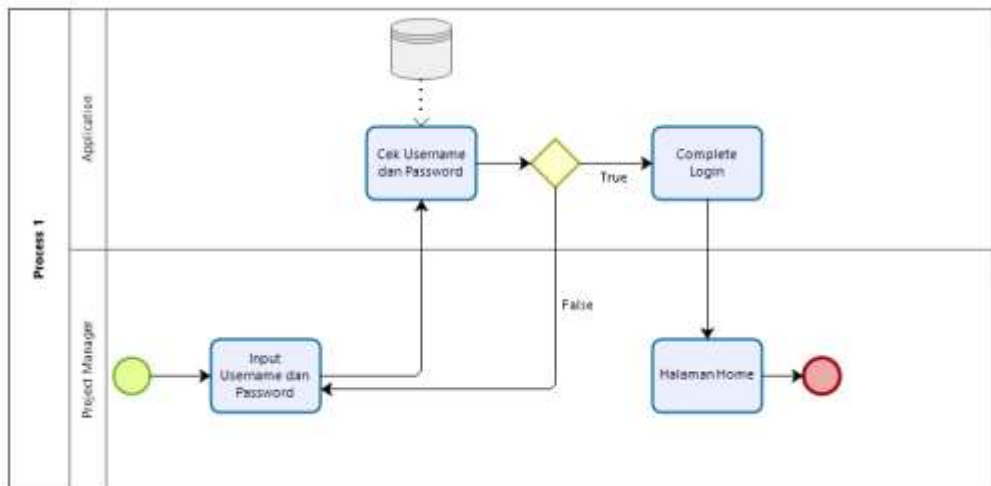 Process 1
Application
Project Manager
Cek Username
dan Password
True
Complete
Login
False
Input
Username dan
Password
Halaman Home